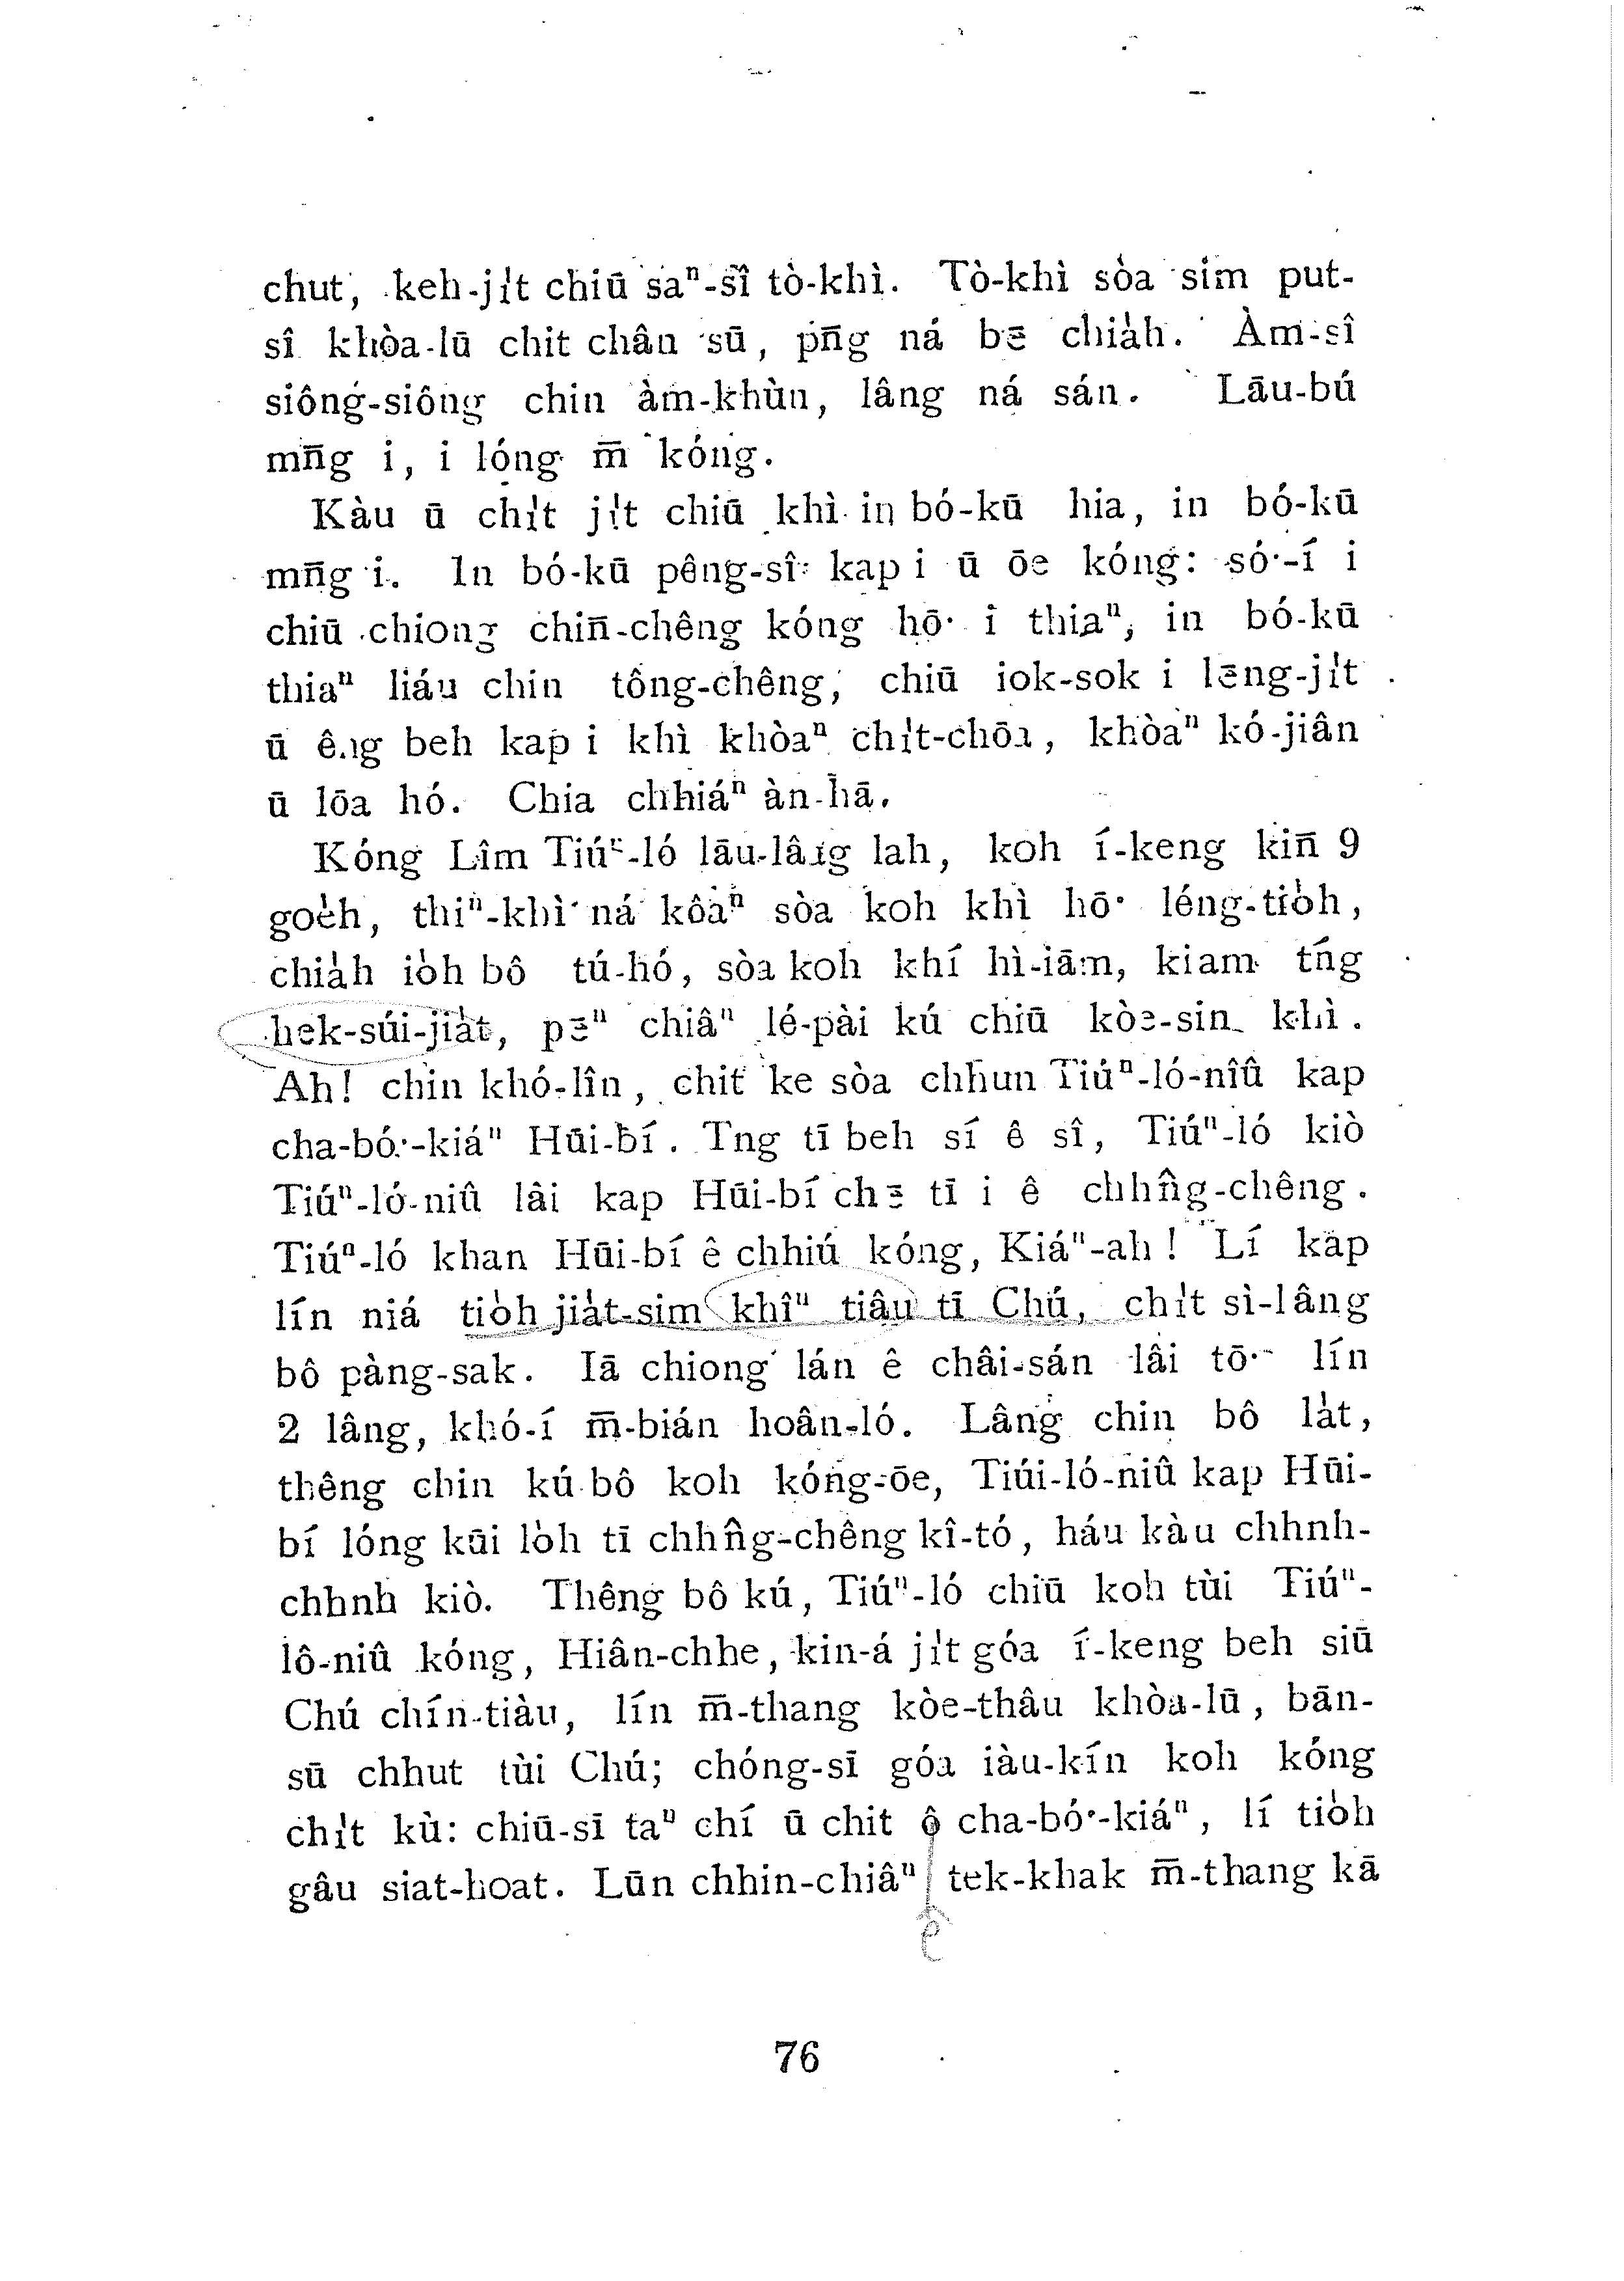 chut, keh-ji̍t chiū saⁿ-sî tò-khì. Tò-khì sòa sim put-
sî khòa-lū chit chân sū, pn̄g ná bē chia̍h. Àm-sî
siông-siông chin àm-khùn, lâng ná sán. Lāu-bú
mn̄g i, i lóng m̄ kóng.
Kàu ū chi̍t ji̍t chiū khì in bó-kū hia, in bó-kū
mn̄g i. In bó-kū pêng-sî kap i ū ōe kóng: só͘-í i
chiū chiong chin̄-chêng kóng hō͘ i thiaⁿ, in bó-kū
thiaⁿ liáu chin tông-chêng, chiū iok-sok i lēng-ji̍t
ū êng beh kap i khì khòaⁿ chi̍t-chōa, khòaⁿ kó-jiân
ū lōa hó. Chia chhiáⁿ àn-hā.
Kóng Lîm Tiúⁿ-ló lāu-lâng lah, koh í-keng kin̄ 9
goe̍h, thiⁿ-khì ná kôaⁿ sòa koh khì hō͘ léng-tio̍h,
chia̍h io̍h bô tú-hó, sòa koh khí hì-iām, kiam tńg
hek-súi-jia̍t, pēⁿ chiâⁿ lé-pài kú chiū kòe-sin khì.
Ah! chin khó-lîn, chit ke sòa chhun Tiúⁿ-ló-niû kap
cha-bó͘-kiáⁿ Hūi-bí. Tng tī beh sí ê sî, Tiúⁿ-ló kiò
Tiúⁿ-ló-niû lâi kap Hūi-bí chē tī i ê chhn̂g-chêng.
Tiúⁿ-ló khan Hūi-bí ê chhiú kóng, Kiáⁿ-ah! Lí kap
lín niá tio̍h jia̍t-sim khîⁿ tiâu tī Chú, chi̍t sì-lâng
bô pàng-sak. Iā chiong lán ê châi-sán lâi tō͘- lín
2 lâng, khó-í m̄-bián hoân-ló. Lâng chin bô la̍t,
thêng chin kú bô koh kóng-ōe, Tiúi-ló-niû kap Hūi-
bí lóng kūi lo̍h tī chhn̂g-chêng kî-tó, háu kàu chhnh-
chhnh kiò. Thêng bô kú, Tiúⁿ-ló chiū koh tùi Tiúⁿ-
lô-niû kóng, Hiân-chhe, kin-á ji̍t góa í-keng beh siū
Chú chín-tiàu, lín m̄-thang kòe-thâu khòa-lū, bān-
sū chhut tùi Chú; chóng-sī góa iàu-kín koh kóng
chi̍t kù: chiū-sī taⁿ chí ū chit ô cha-bó͘-kiáⁿ, lí tio̍h
gâu siat-hoat. Lūn chhin-chiâⁿ tek-khak m̄-thang kā
ê
76